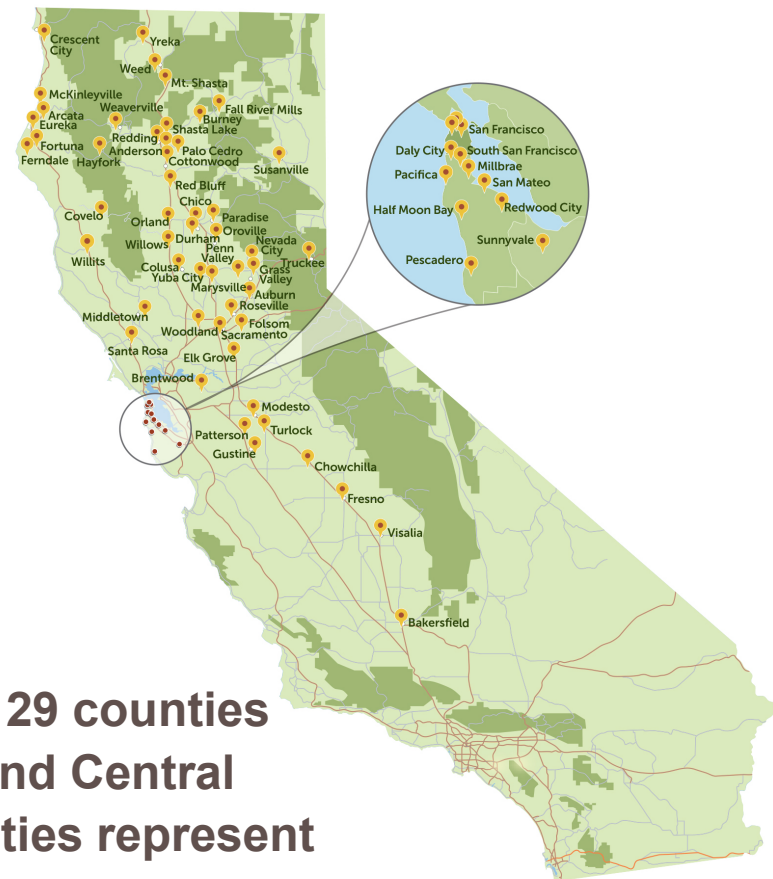 Crescent
City
Yreka
Weed
Mt. Shasta
McKinleyville
Arcata
Eureka
Fortuna
Ferndale
Weaverville
Hayfork
Redding
Anderson
Shasta Lake
Palo Cedro
Cottonwood
Burney
Fall River Mills
Susanville
Red Bluff
Chico
Paradise
Orland
Oroville
Durham
Willows
Covelo
Willits
Nevada
City
Truckee
Penn
Valley
Grass
Valley
Colusa
Yuba City
Marysville
Auburn
Roseville
Middletown
Woodland
Folsom
Sacramento
Santa Rosa
Elk Grove
Brentwood
San Francisco
Daly City
South San Francisco
Millbrae
Pacifica
San Mateo
Redwood City
Half Moon Bay
Sunnyvale
Pescadero
Modesto
Turlock
Patterson
Gustine
Chowchilla
Fresno
Visalia
Bakersfield
29 counties
nd Central
ties represent